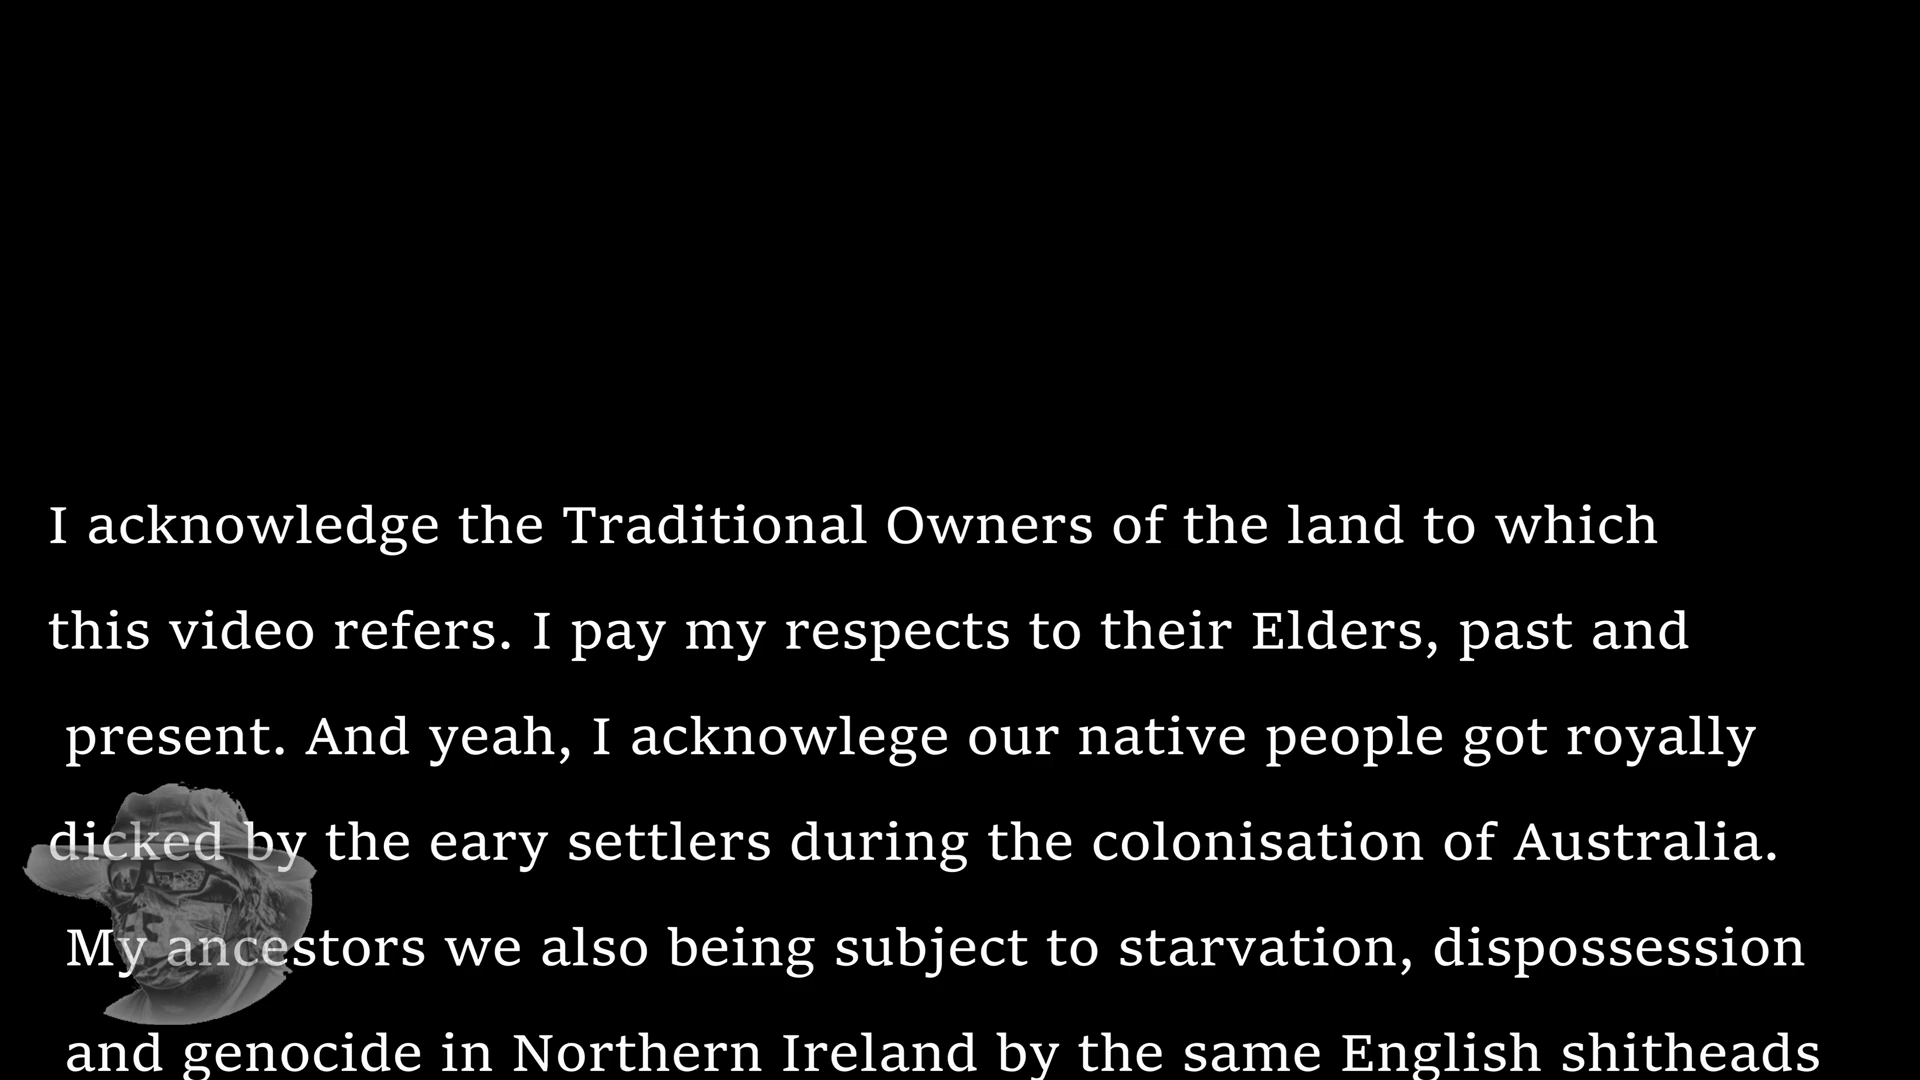 I acknowledge the Traditional Owners of the land to which
this video refers. I pay my respects to their Elders, past and
present. And yeah, I acknowlege our native people got royally
dicked by the eary settlers during the colonisation of Australia.
My ancestors we also being subject to starvation, dispossession
and genocide in Northern Ireland by the same English shitheads